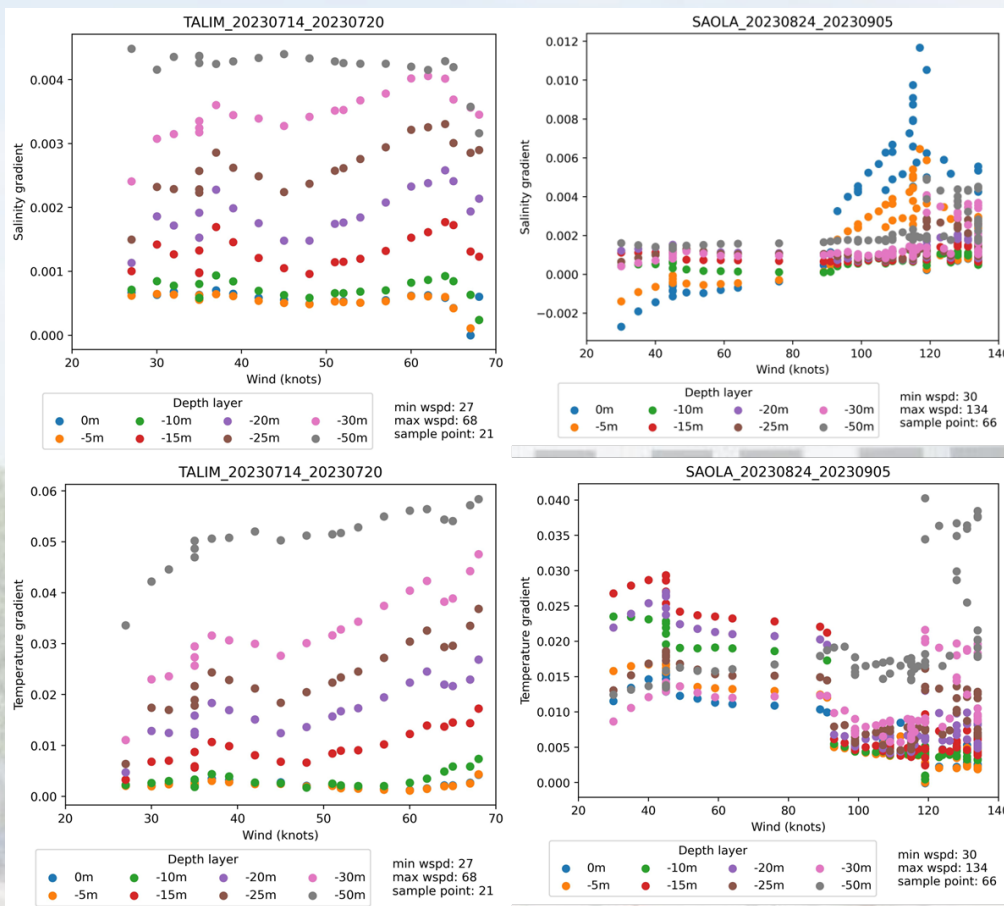 TALIM_20230714_20230720
Salinity gradient
0.004
0.003
0.002
0.001
0.000
20 30 40 50 60 70
Wind (knots)
Depth layer
0m -10m -20m -30m
-5m -15m -25m -50m
min wspd: 27
max wspd: 68
sample point: 21
SAOLA_20230824_20230905
Salinity gradient
0.012
0.010
0.008
0.006
0.004
0.002
0.000
−0.002
20 40 60 80 100 120 140
Wind (knots)
Depth layer
0m -10m -20m -30m
-5m -15m -25m -50m
min wspd: 30
max wspd: 134
sample point: 66
TALIM_20230714_20230720
Temperature gradient
0.06
0.05
0.04
0.03
0.02
0.01
0.00
20 30 40 50 60 70
Wind (knots)
Depth layer
0m -10m -20m -30m
-5m -15m -25m -50m
min wspd: 27
max wspd: 68
sample point: 21
SAOLA_20230824_20230905
Temperature gradient
0.040
0.035
0.030
0.025
0.020
0.015
0.010
0.005
0.000
20 40 60 80 100 120 140
Wind (knots)
Depth layer
0m -10m -20m -30m
-5m -15m -25m -50m
min wspd: 30
max wspd: 134
sample point: 66